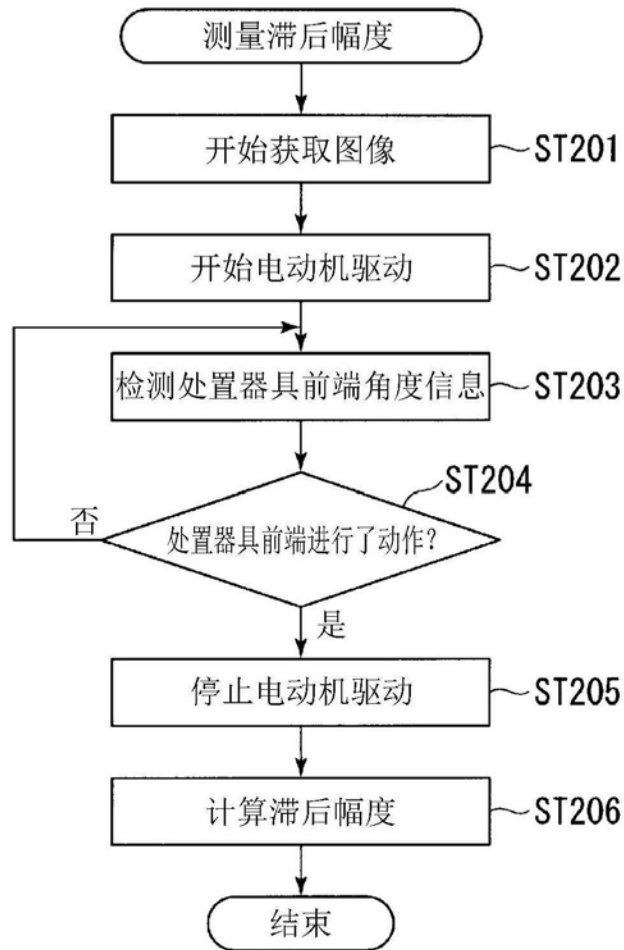 测量滞后幅度
开始获取图像
ST201
开始电动机驱动
ST202
检测处置器具前端角度信息
ST203
ST204
否
处置器具前端进行了动作?
是
停止电动机驱动
ST205
计算滞后幅度
ST206
结束